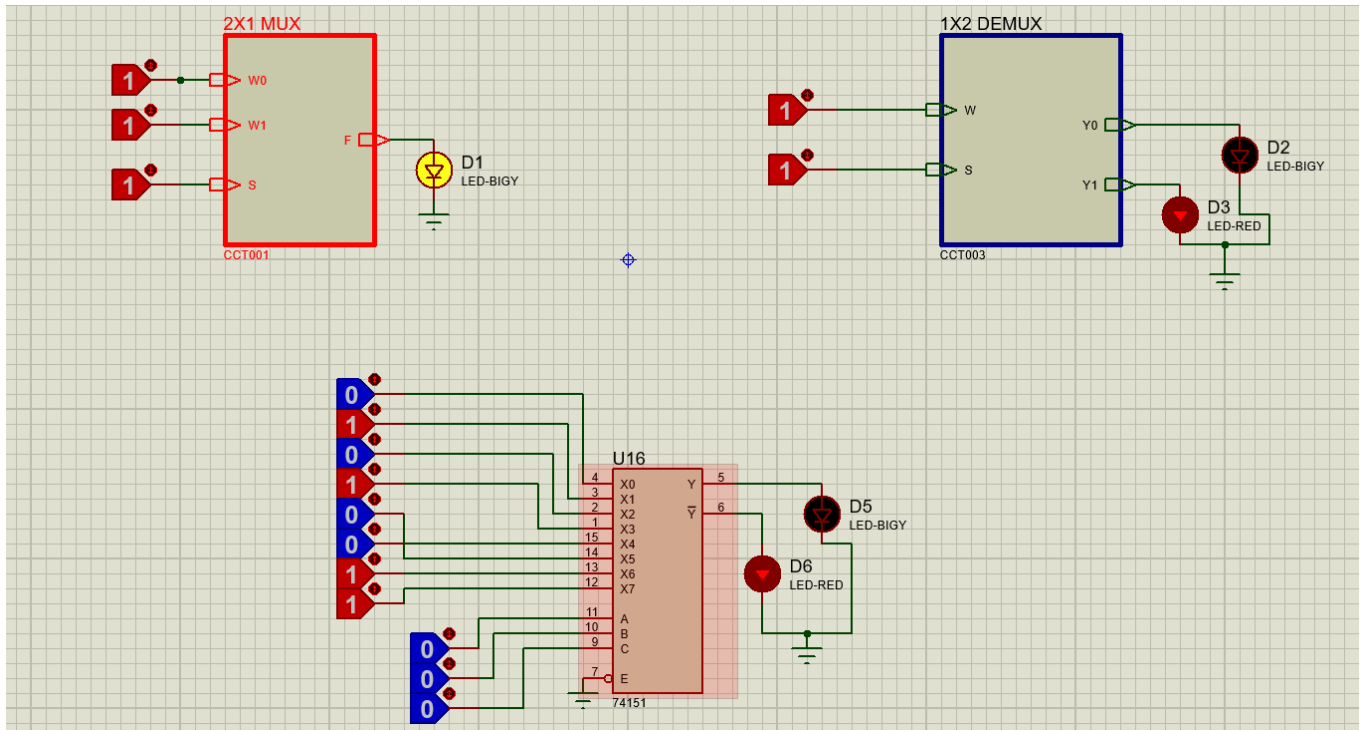 2X1 MUX
1
W0
1
W1
1
S
F
D1
LED-BIGY
CCT001
1X2 DEMUX
1
W
1
S
Y0
Y1
D2
LED-BIGY
D3
LED-RED
CCT003
0
1
0
1
0
0
1
1
0
0
0
U16
4 X0
3 X1
2 X2
1 X3
15 X4
14 X5
13 X6
12 X7
11 A
10 B
9 C
7 E
Y 5
Y 6
74151
D5
LED-BIGY
D6
LED-RED